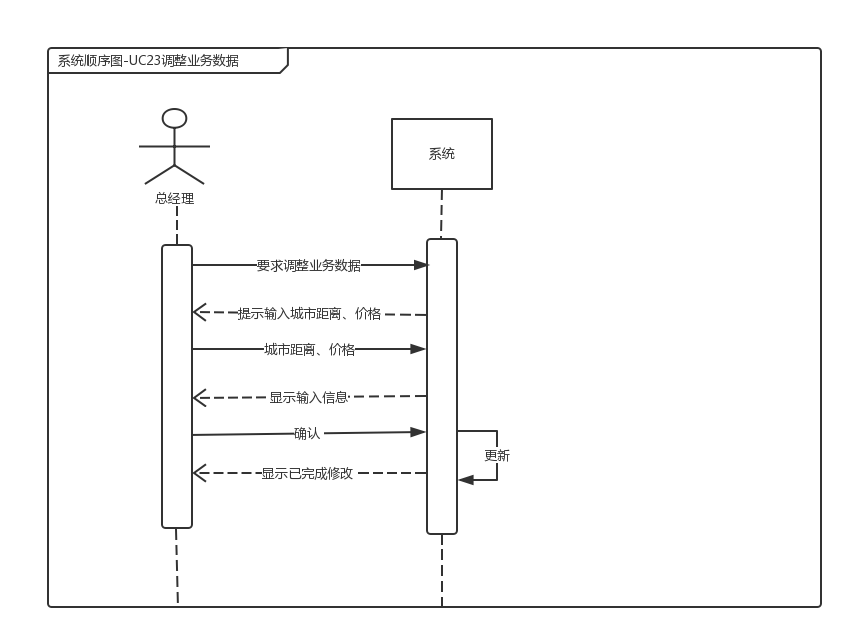 系统顺序图-UC23调整业务数据
总经理
系统
要求调整业务数据
提示输入城市距离、价格
城市距离、价格
显示输入信息
确认
更新
显示已完成修改